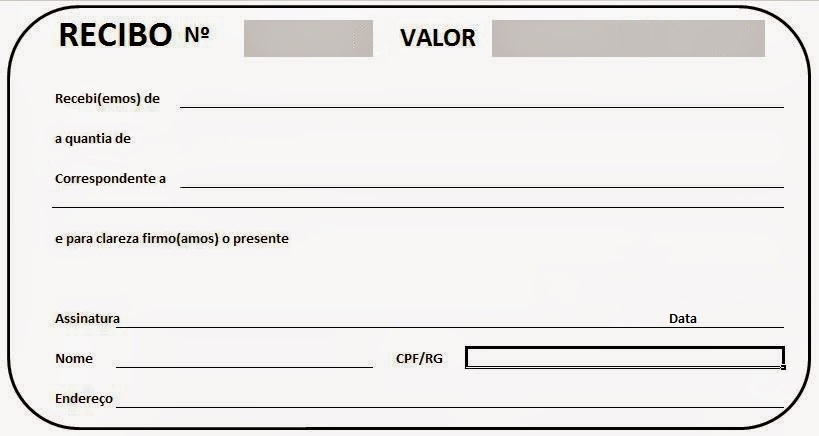 RECIBO Nº VALOR
Recebi(emos) de
a quantia de
Correspondente a
e para clareza firmo(amos) o presente
Assinatura Data
Nome CPF/RG
Endereço